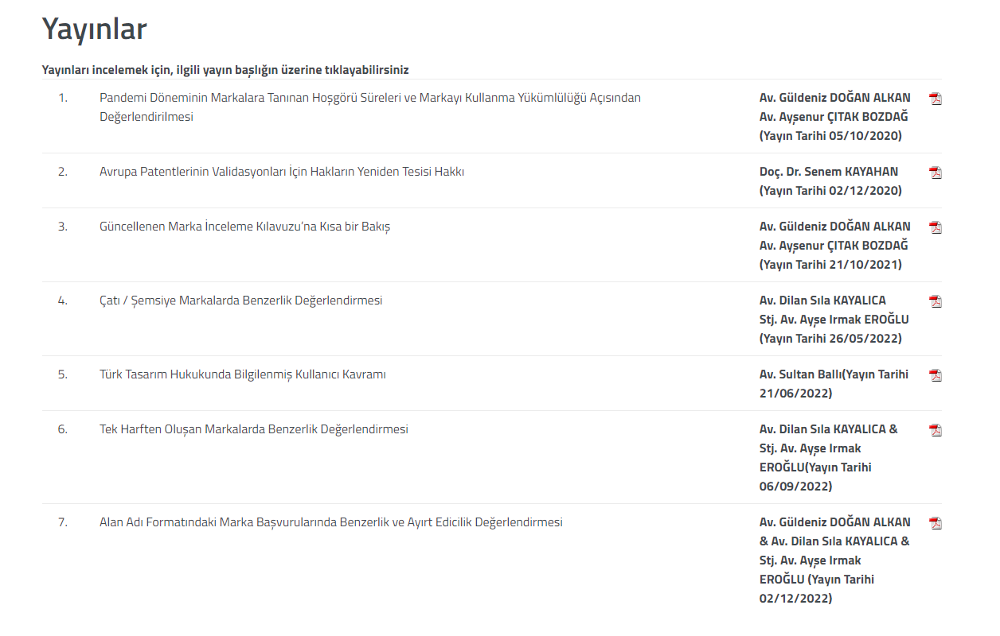 Yayınlar
Yayınları incelemek için, ilgili yayın başlığın üzerine tıklayabilirsiniz
1. Pandemi Döneminin Markalara Tanınan Hoşgörü Süreleri ve Markayı Kullanma Yükümlülüğü Açısından
Değerlendirilmesi
Av. Güldeniz DOĞAN ALKAN
Av. Ayşenur ÇITAK BOZDAĞ
(Yayın Tarihi 05/10/2020)
2. Avrupa Patentlerinin Validasyonları İçin Hakların Yeniden Tesisi Hakkı
Doç. Dr. Senem KAYAHAN
(Yayın Tarihi 02/12/2020)
3. Güncellenen Marka İnceleme Kılavuzu’na Kısa bir Bakış
Av. Güldeniz DOĞAN ALKAN
Av. Ayşenur ÇITAK BOZDAĞ
(Yayın Tarihi 21/10/2021)
4. Çatı / Şemsiye Markalarda Benzerlik Değerlendirmesi
Av. Dilan Sıla KAYALICA
Stj. Av. Ayşe Irmak EROĞLU
(Yayın Tarihi 26/05/2022)
5. Türk Tasarım Hukukunda Bilgilenmiş Kullanıcı Kavramı
Av. Sultan Ballı(Yayın Tarihi
21/06/2022)
6. Tek Harften Oluşan Markalarda Benzerlik Değerlendirmesi
Av. Dilan Sıla KAYALICA &
Stj. Av. Ayşe Irmak
EROĞLU(Yayın Tarihi
06/09/2022)
7. Alan Adı Formatındaki Marka Başvurularında Benzerlik ve Ayırt Edicilik Değerlendirmesi
Av. Güldeniz DOĞAN ALKAN
& Av. Dilan Sıla KAYALICA &
Stj. Av. Ayşe Irmak
EROĞLU (Yayın Tarihi
02/12/2022)